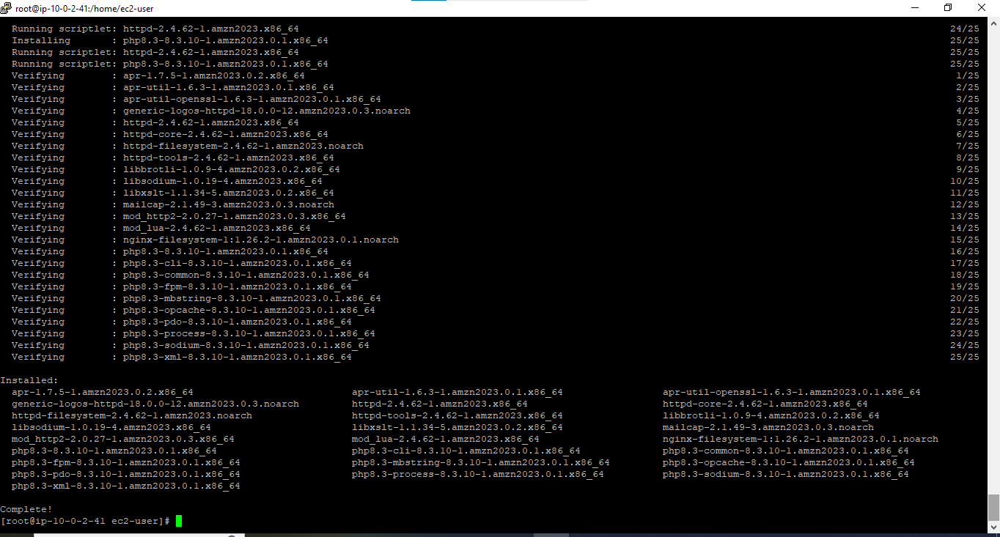 root@ip-10-0-2-41:/home/ec2-user
Running scriptlet: httpd-2.4.62-1.amzn2023.x86_64 24/25
Installing : php8.3-8.3.10-1.amzn2023.0.1.x86_64 25/25
Running scriptlet: httpd-2.4.62-1.amzn2023.x86_64 25/25
Running scriptlet: php8.3-8.3.10-1.amzn2023.0.1.x86_64 25/25
Verifying : apr-1.7.5-1.amzn2023.0.2.x86_64 1/25
Verifying : apr-util-1.6.3-1.amzn2023.0.1.x86_64 2/25
Verifying : apr-util-openssl-1.6.3-1.amzn2023.0.1.x86_64 3/25
Verifying : generic-logos-httpd-18.0.0-12.amzn2023.0.3.noarch 4/25
Verifying : httpd-2.4.62-1.amzn2023.x86_64 5/25
Verifying : httpd-core-2.4.62-1.amzn2023.x86_64 6/25
Verifying : httpd-filesystem-2.4.62-1.amzn2023.noarch 7/25
Verifying : httpd-tools-2.4.62-1.amzn2023.x86_64 8/25
Verifying : libbrotli-1.0.9-4.amzn2023.0.2.x86_64 9/25
Verifying : libsodium-1.0.19-4.amzn2023.x86_64 10/25
Verifying : libxslt-1.1.34-5.amzn2023.0.2.x86_64 11/25
Verifying : mailcap-2.1.49-3.amzn2023.0.3.noarch 12/25
Verifying : mod_http2-2.0.27-1.amzn2023.0.3.x86_64 13/25
Verifying : mod_lua-2.4.62-1.amzn2023.x86_64 14/25
Verifying : nginx-filesystem-1:1.26.2-1.amzn2023.0.1.noarch 15/25
Verifying : php8.3-8.3.10-1.amzn2023.0.1.x86_64 16/25
Verifying : php8.3-cli-8.3.10-1.amzn2023.0.1.x86_64 17/25
Verifying : php8.3-common-8.3.10-1.amzn2023.0.1.x86_64 18/25
Verifying : php8.3-fpm-8.3.10-1.amzn2023.0.1.x86_64 19/25
Verifying : php8.3-mbstring-8.3.10-1.amzn2023.0.1.x86_64 20/25
Verifying : php8.3-opcache-8.3.10-1.amzn2023.0.1.x86_64 21/25
Verifying : php8.3-pdo-8.3.10-1.amzn2023.0.1.x86_64 22/25
Verifying : php8.3-process-8.3.10-1.amzn2023.0.1.x86_64 23/25
Verifying : php8.3-sodium-8.3.10-1.amzn2023.0.1.x86_64 24/25
Verifying : php8.3-xml-8.3.10-1.amzn2023.0.1.x86_64 25/25
Installed:
apr-1.7.5-1.amzn2023.0.2.x86_64 apr-util-1.6.3-1.amzn2023.0.1.x86_64 apr-util-openssl-1.6.3-1.amzn2023.0.1.x86_64
generic-logos-httpd-18.0.0-12.amzn2023.0.3.noarch httpd-2.4.62-1.amzn2023.x86_64 httpd-core-2.4.62-1.amzn2023.x86_64
httpd-filesystem-2.4.62-1.amzn2023.noarch httpd-tools-2.4.62-1.amzn2023.x86_64 libbrotli-1.0.9-4.amzn2023.0.2.x86_64
libsodium-1.0.19-4.amzn2023.x86_64 libxslt-1.1.34-5.amzn2023.0.2.x86_64 mailcap-2.1.49-3.amzn2023.0.3.noarch
mod_http2-2.0.27-1.amzn2023.0.3.x86_64 mod_lua-2.4.62-1.amzn2023.x86_64 nginx-filesystem-1:1.26.2-1.amzn2023.0.1.noarch
php8.3-8.3.10-1.amzn2023.0.1.x86_64 php8.3-cli-8.3.10-1.amzn2023.0.1.x86_64 php8.3-common-8.3.10-1.amzn2023.0.1.x86_64
php8.3-fpm-8.3.10-1.amzn2023.0.1.x86_64 php8.3-mbstring-8.3.10-1.amzn2023.0.1.x86_64 php8.3-opcache-8.3.10-1.amzn2023.0.1.x86_64
php8.3-pdo-8.3.10-1.amzn2023.0.1.x86_64 php8.3-process-8.3.10-1.amzn2023.0.1.x86_64 php8.3-sodium-8.3.10-1.amzn2023.0.1.x86_64
php8.3-xml-8.3.10-1.amzn2023.0.1.x86_64
Complete!
[root@ip-10-0-2-41 ec2-user]#